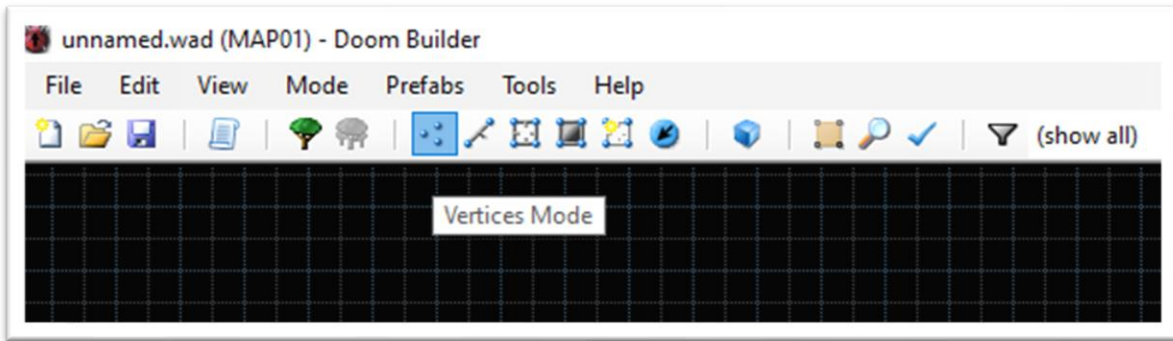 unnamed.wad (MAP01) - Doom Builder
File Edit View Mode Prefabs Tools Help
(show all)
Vertices Mode